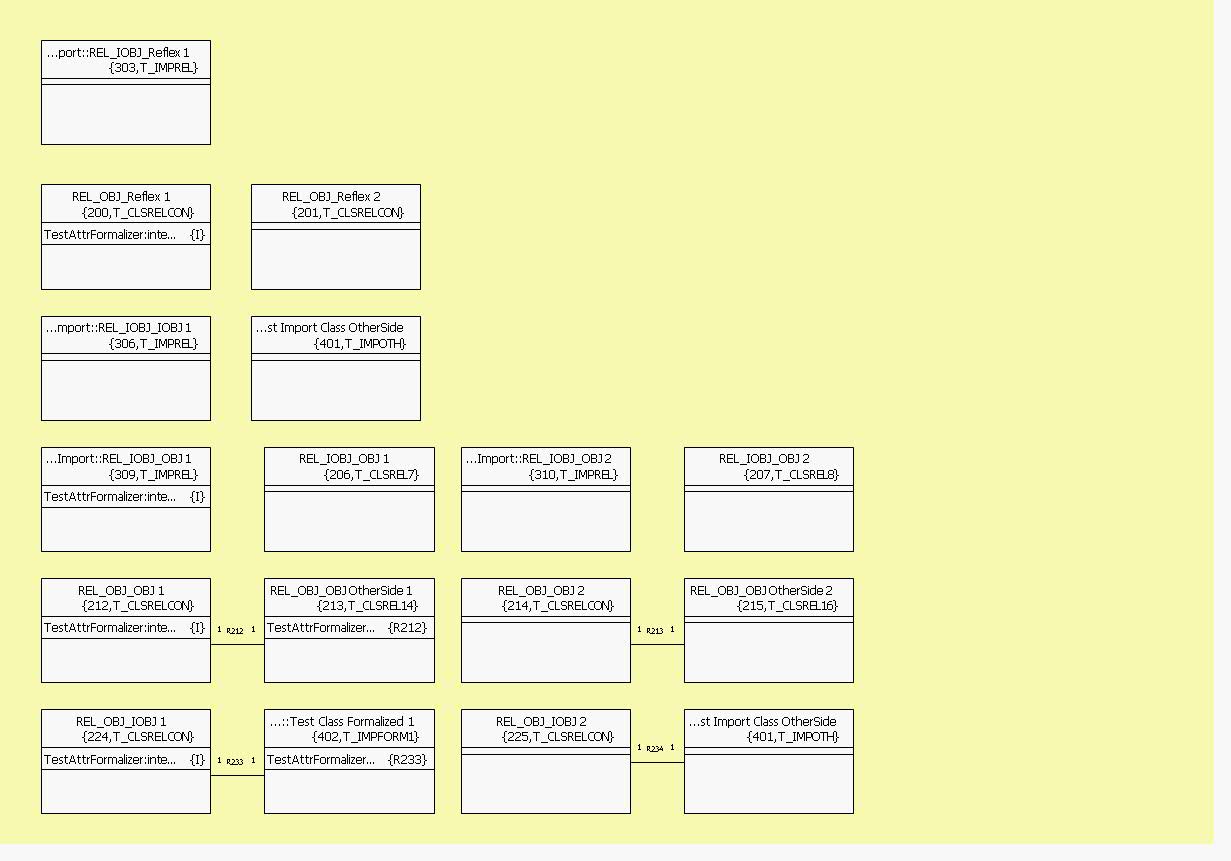 ...port::REL_IOBJ_Reflex 1
{303,T_IMPREL}
REL_OBJ_Reflex 1
{200,T_CLSRELCON}
TestAttrFormalizer:inte... {I}
REL_OBJ_Reflex 2
{201,T_CLSRELCON}
...mport::REL_IOBJ_IOBJ 1
{306,T_IMPREL}
...st Import Class OtherSide
{401,T_IMPOTH}
...Import::REL_IOBJ_OBJ 1
{309,T_IMPREL}
TestAttrFormalizer:inte... {I}
REL_IOBJ_OBJ 1
{206,T_CLSREL7}
...Import::REL_IOBJ_OBJ 2
{310,T_IMPREL}
REL_IOBJ_OBJ 2
{207,T_CLSREL8}
REL_OBJ_OBJ 1
{212,T_CLSRELCON}
TestAttrFormalizer:inte... {I}
1 R212 1
REL_OBJ_OBJ OtherSide 1
{213,T_CLSREL14}
TestAttrFormalizer... {R212}
REL_OBJ_OBJ 2
{214,T_CLSRELCON}
1 R213 1
REL_OBJ_OBJ OtherSide 2
{215,T_CLSREL16}
REL_OBJ_IOBJ 1
{224,T_CLSRELCON}
TestAttrFormalizer:inte... {I}
1 R233 1
...::Test Class Formalized 1
{402,T_IMPFORM1}
TestAttrFormalizer... {R233}
REL_OBJ_IOBJ 2
{225,T_CLSRELCON}
1 R234 1
...st Import Class OtherSide
{401,T_IMPOTH}